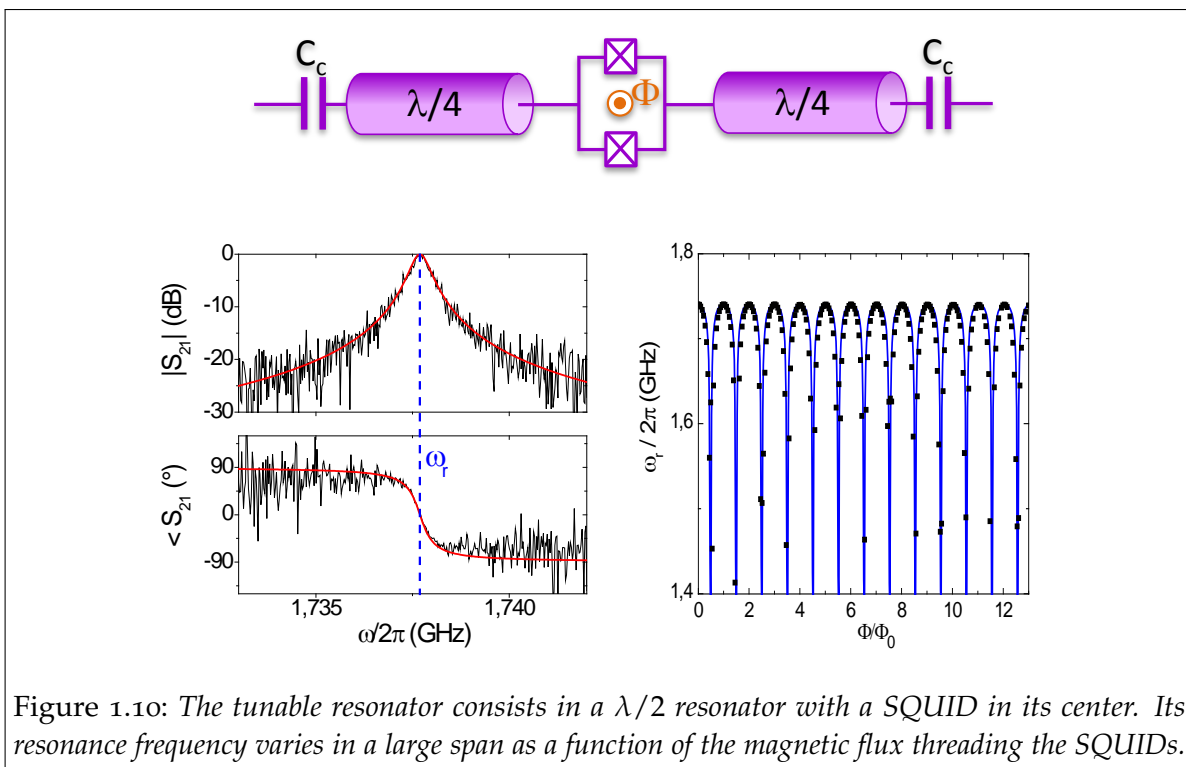 C_c
λ/4
Φ
λ/4
C_c
|S_21| (dB)
0
-10
-20
-30
< S_21 (°)
90
0
-90
ω_r
1,735
1,740
ω/2π (GHz)
ω_r / 2π (GHz)
1,8
1,6
1,4
0
2
4
6
8
10
12
Φ/Φ_0
Figure 1.10: The tunable resonator consists in a λ/2 resonator with a SQUID in its center. Its
resonance frequency varies in a large span as a function of the magnetic flux threading the SQUIDs.